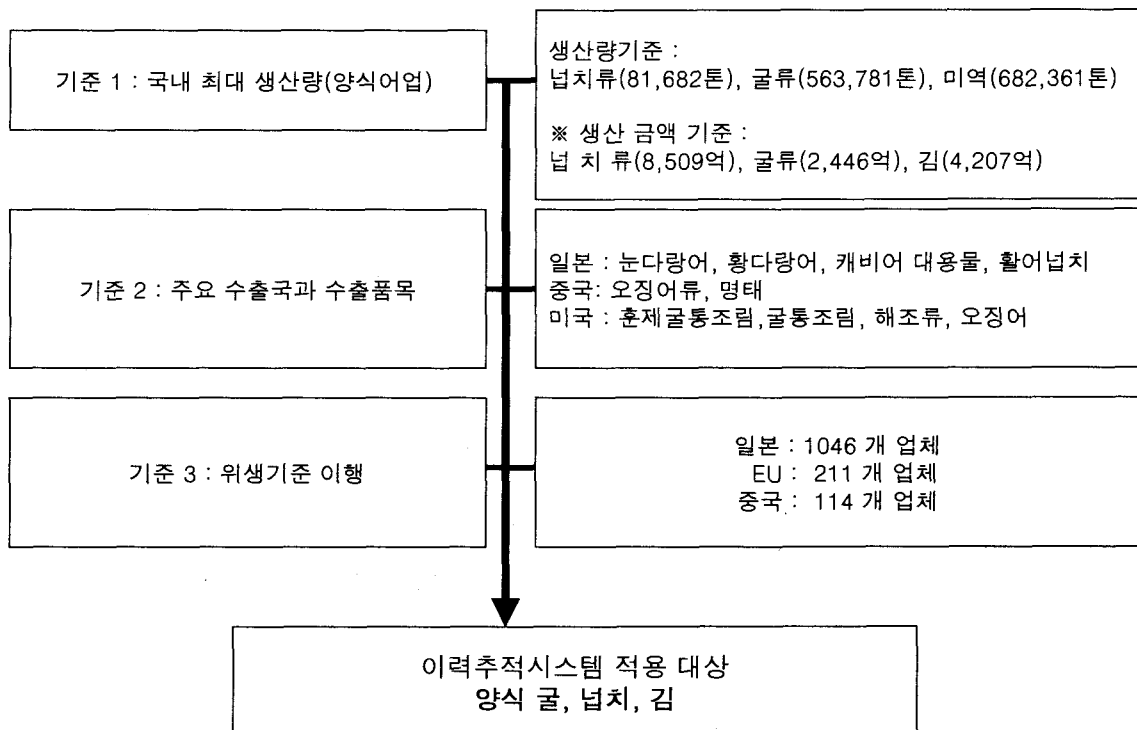 기준 1 : 국내 최대 생산량(양식어업)
생산량기준 :
넙치류(81,682톤), 굴류(563,781톤), 미역(682,361톤)
※ 생산 금액 기준 :
넙 치 류(8,509억), 굴류(2,446억), 김(4,207억)
기준 2 : 주요 수출국과 수출품목
일본 : 눈다랑어, 황다랑어, 캐비어 대용물, 활어넙치
중국: 오징어류, 명태
미국 : 훈제굴통조림,굴통조림, 해조류, 오징어
기준 3 : 위생기준 이행
일본 : 1046 개 업체
EU : 211 개 업체
중국 : 114 개 업체
이력추적시스템 적용 대상
양식 굴, 넙치, 김